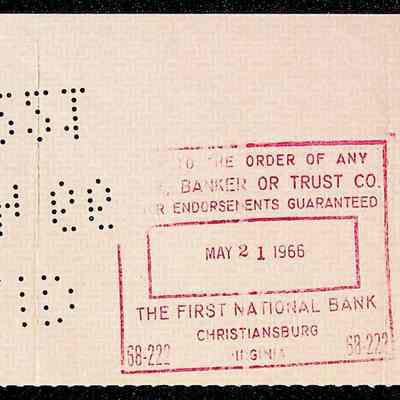 TO THE ORDER OF ANY
BANKER OR TRUST CO.
R ENDORSEMENTS GUARANTEED
MAY 21 1966
THE FIRST NATIONAL BANK
CHRISTIANSBURG
VIRGINIA
68-222 68-222